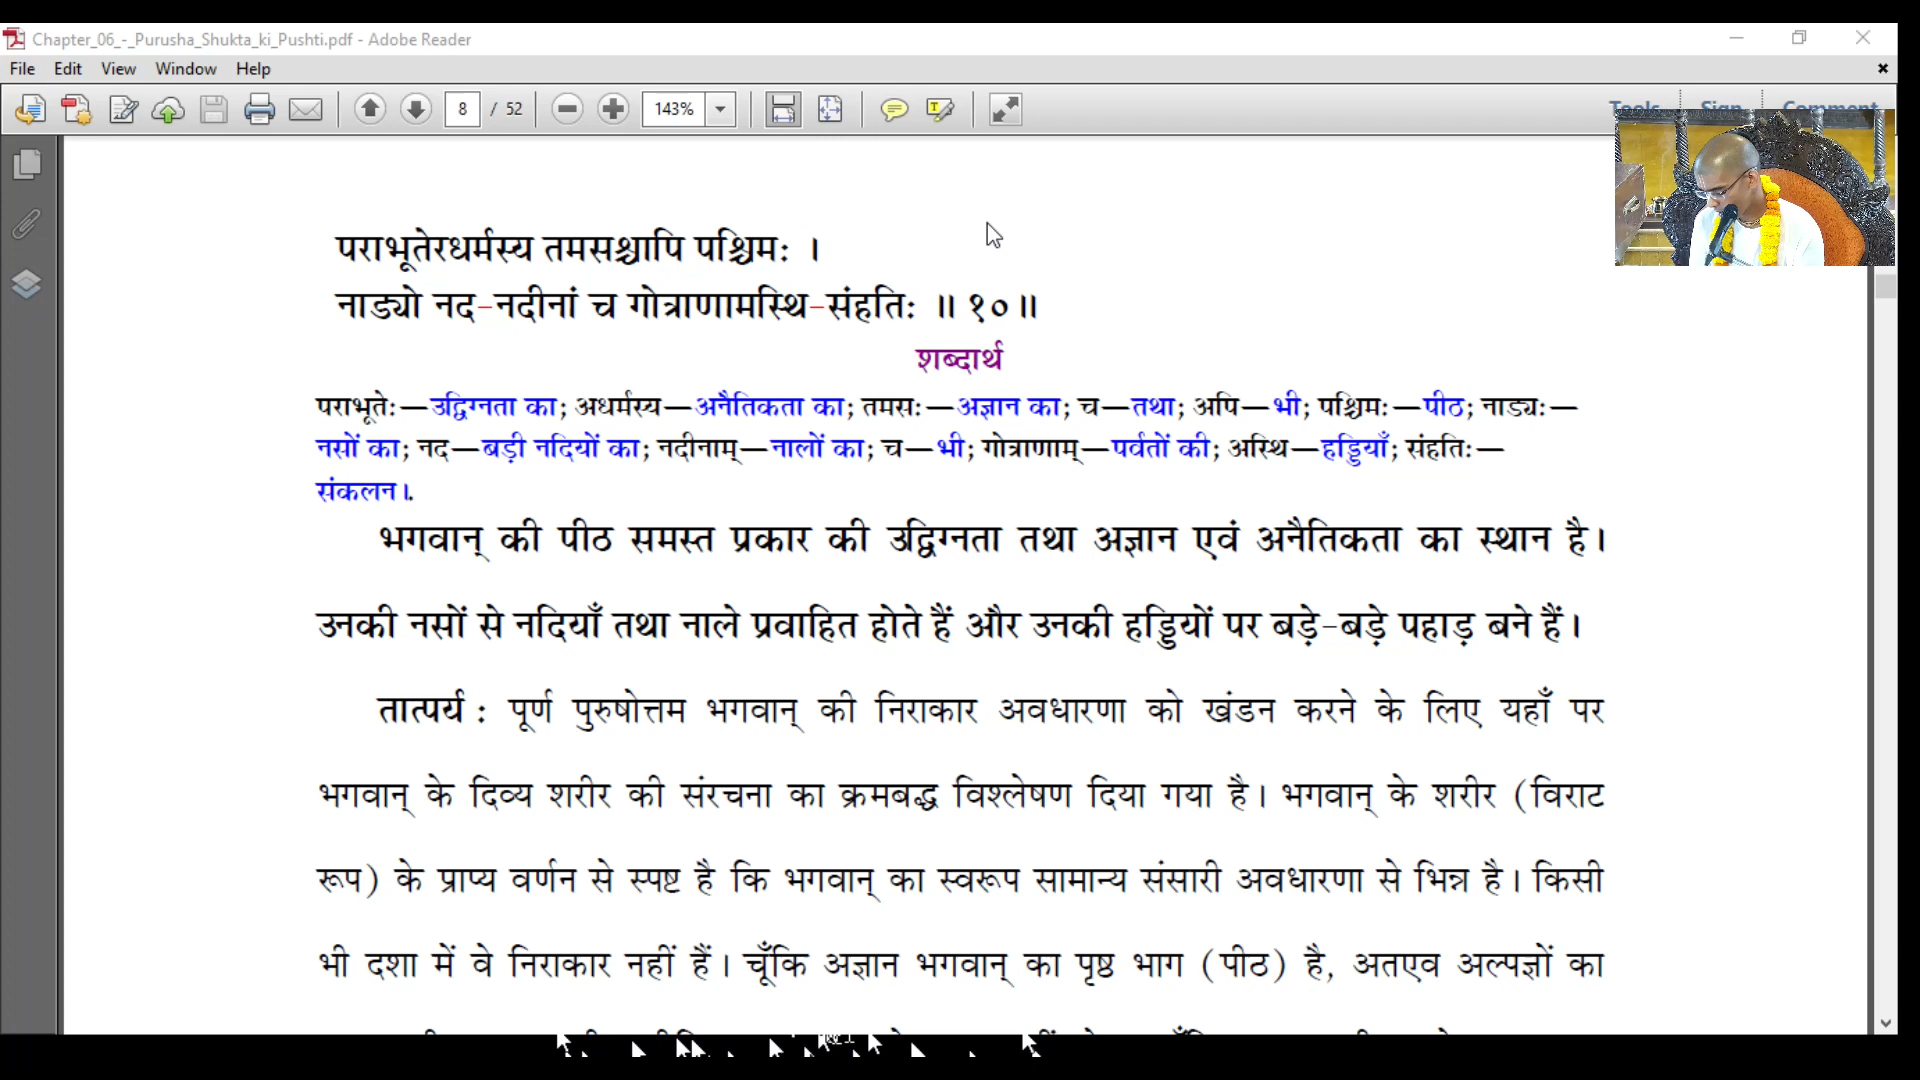 Chapter_06_-_Purusha_Shukta_ki_Pushti.pdf - Adobe Reader
File Edit View Window Help
8 / 52 143% Tools Sign Comment
पराभूतेरधर्मस्य तमसश्चापि पश्चिमः ।
नाड्यो नद-नदीनां च गोत्राणामस्थि-संहतिः ॥ १०॥
शब्दार्थ
पराभूतेः—उद्विग्नता का; अधर्मस्य—अनैतिकता का; तमसः—अज्ञान का; च—तथा; अपि—भी; पश्चिमः—पीठ; नाड्यः—
नसों का; नद—बड़ी नदियों का; नदीनाम्—नालों का; च—भी; गोत्राणाम्—पर्वतों की; अस्थि—हड्डियाँ; संहतिः—
संकलन।.
भगवान् की पीठ समस्त प्रकार की उद्विग्नता तथा अज्ञान एवं अनैतिकता का स्थान है।
उनकी नसों से नदियाँ तथा नाले प्रवाहित होते हैं और उनकी हड्डियों पर बड़े-बड़े पहाड़ बने हैं।
तात्पर्य : पूर्ण पुरुषोत्तम भगवान् की निराकार अवधारणा को खंडन करने के लिए यहाँ पर
भगवान् के दिव्य शरीर की संरचना का क्रमबद्ध विश्लेषण दिया गया है। भगवान् के शरीर (विराट
रूप) के प्राप्य वर्णन से स्पष्ट है कि भगवान् का स्वरूप सामान्य संसारी अवधारणा से भिन्न है। किसी
भी दशा में वे निराकार नहीं हैं। चूँकि अज्ञान भगवान् का पृष्ठ भाग (पीठ) है, अतएव अल्पज्ञों का